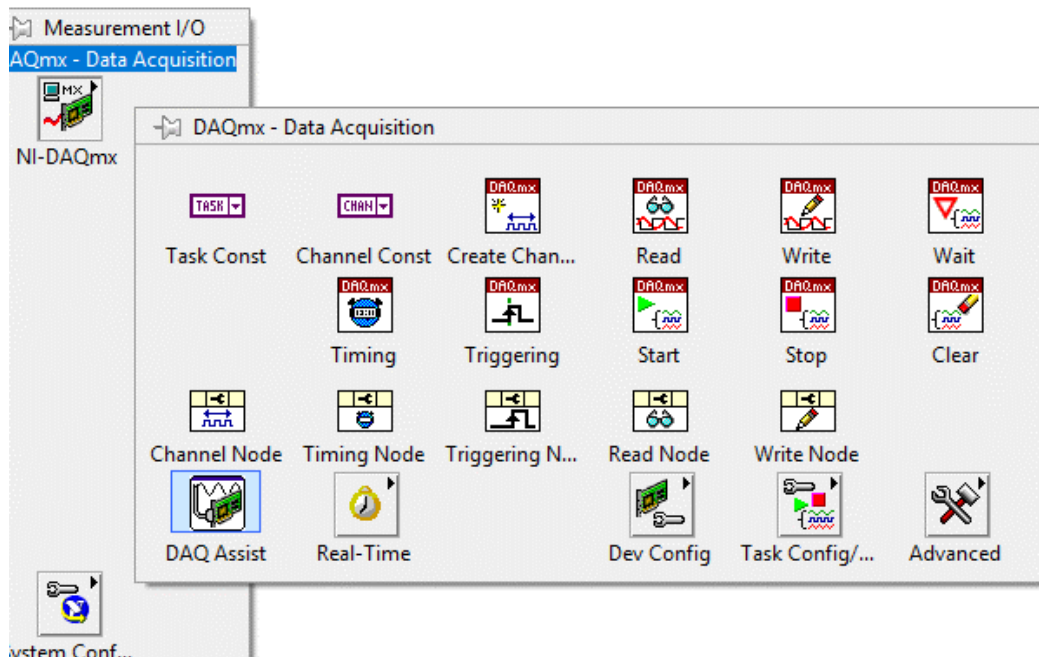 Measurement I/O
AQmx - Data Acquisition
MX
NI-DAQmx
DAQmx - Data Acquisition
TASK CHAN DAQmx DAQmx DAQmx DAQmx
Task Const Channel Const Create Chan... Read Write Wait
DAQmx DAQmx DAQmx DAQmx DAQmx
Timing Triggering Start Stop Clear
Channel Node Timing Node Triggering N... Read Node Write Node
DAQ Assist Real-Time Dev Config Task Config/... Advanced
ystem Conf...